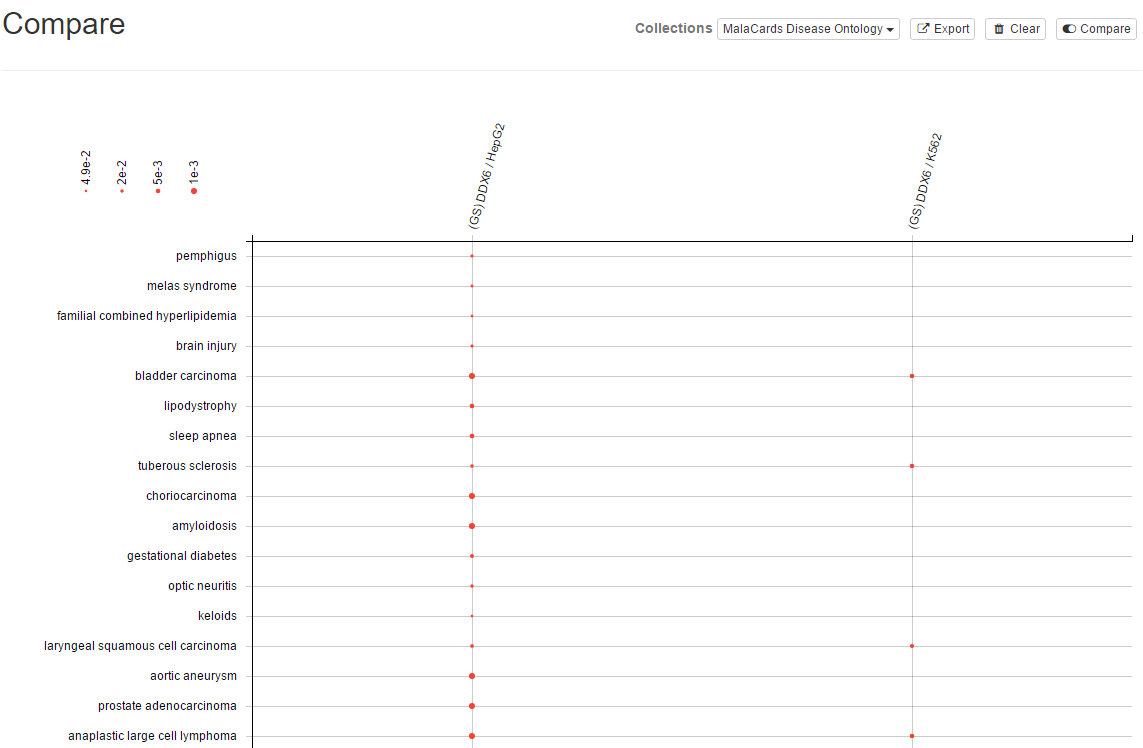 Compare
Collections MalaCards Disease Ontology Export Clear Compare
4.9e-2
2e-2
5e-3
1e-3
(GS) DDX6 / HepG2
(GS) DDX6 / K562
pemphigus
melas syndrome
familial combined hyperlipidemia
brain injury
bladder carcinoma
lipodystrophy
sleep apnea
tuberous sclerosis
choriocarcinoma
amyloidosis
gestational diabetes
optic neuritis
keloids
laryngeal squamous cell carcinoma
aortic aneurysm
prostate adenocarcinoma
anaplastic large cell lymphoma